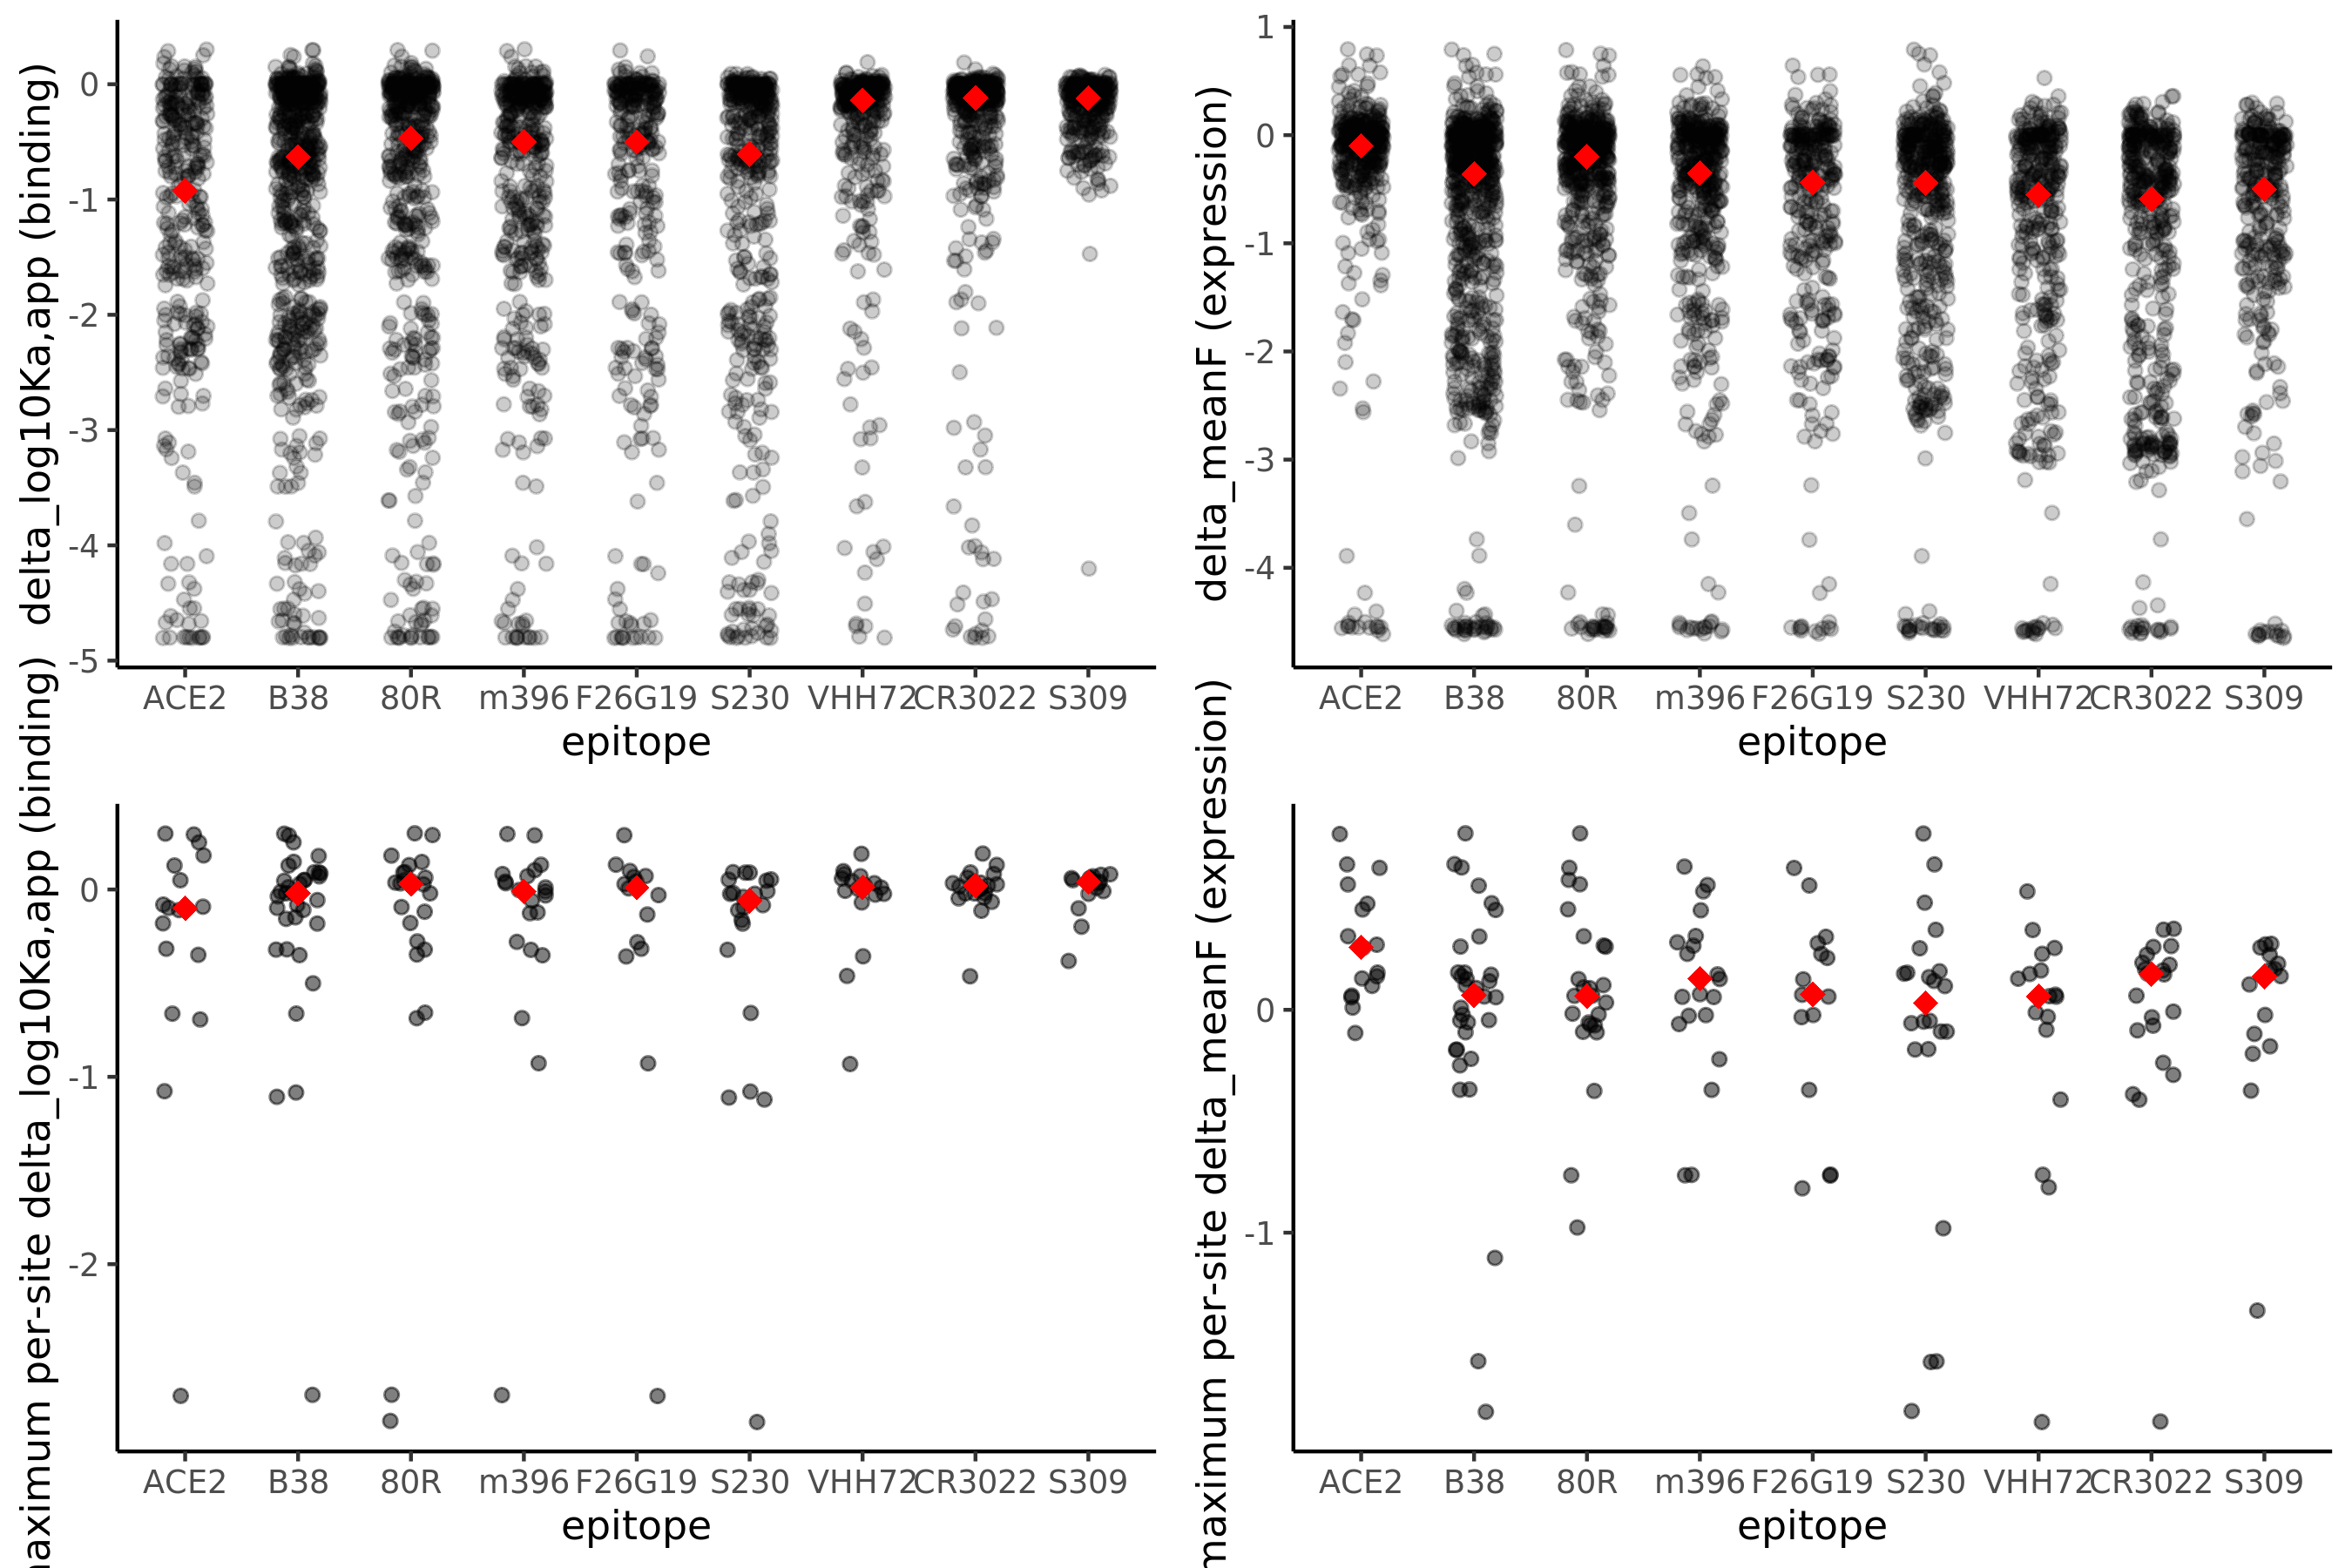 delta_log10Ka,app (binding)
0
-1
-2
-3
-4
-5
ACE2 B38 80R m396 F26G19 S230 VHH72 CR3022 S309
epitope
delta_meanF (expression)
1
0
-1
-2
-3
-4
ACE2 B38 80R m396 F26G19 S230 VHH72 CR3022 S309
epitope
maximum per-site delta_log10Ka,app (binding)
0
-1
-2
ACE2 B38 80R m396 F26G19 S230 VHH72 CR3022 S309
epitope
maximum per-site delta_meanF (expression)
0
-1
ACE2 B38 80R m396 F26G19 S230 VHH72 CR3022 S309
epitope